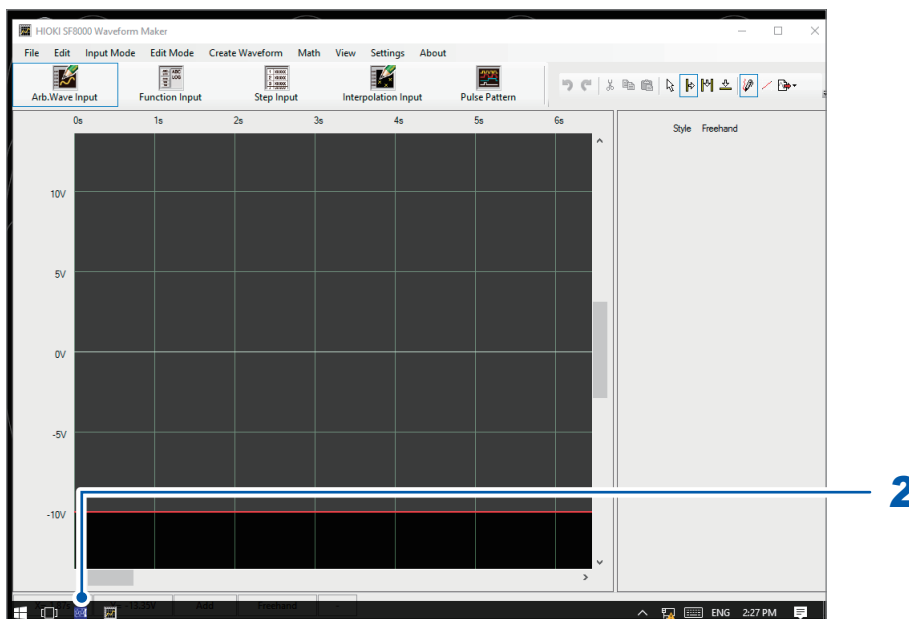 HIOKI SF8000 Waveform Maker
File Edit Input Mode Edit Mode Create Waveform Math View Settings About
Arb.Wave Input Function Input Step Input Interpolation Input Pulse Pattern
0s 1s 2s 3s 4s 5s 6s
Style Freehand
10V
5V
0V
-5V
-10V
2
-13.35V Add Freehand -
ENG 2:27 PM